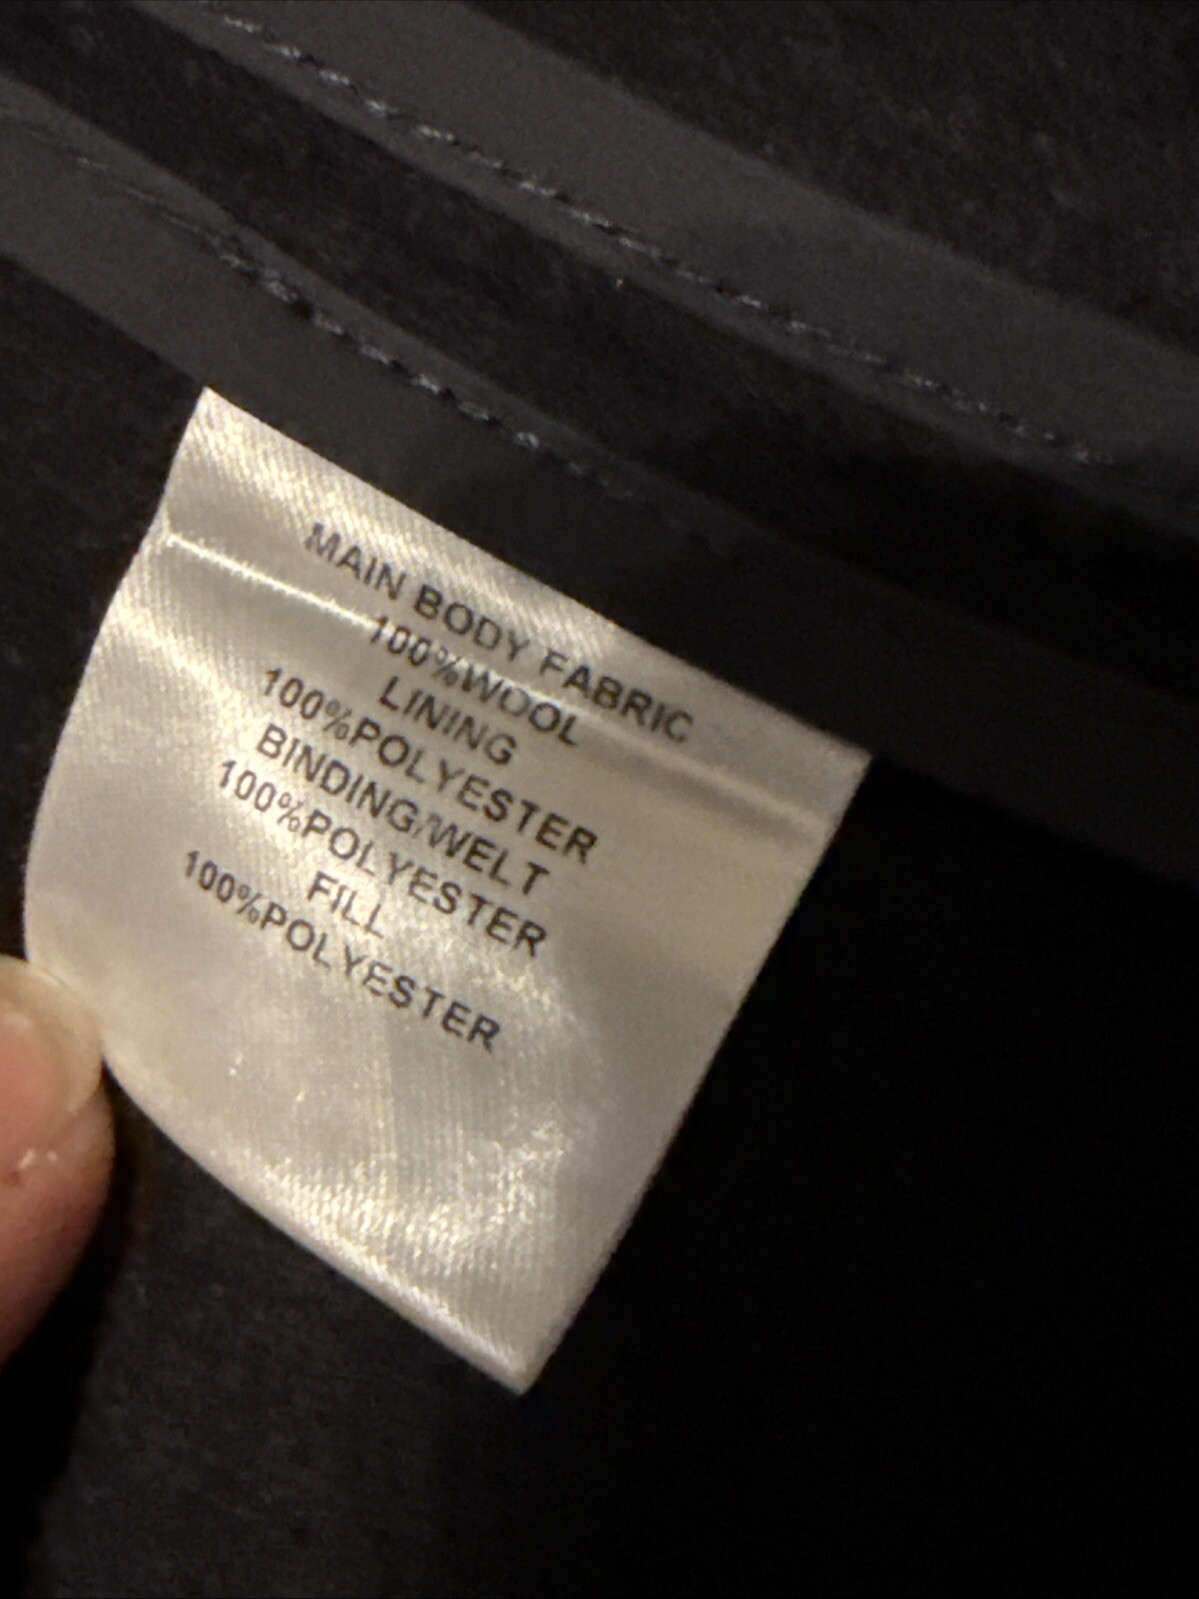 MAIN BODY FABRIC
100%WOOL
LINING
100%POLYESTER
BINDING/WELT
100%POLYESTER
FILL
100%POLYESTER